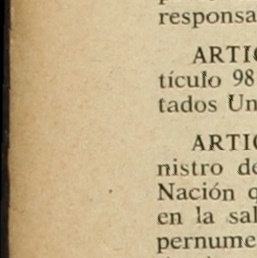 responsa
ARTIC
tículo 98
tados Un
ARTIC
nistro de
Nación q
en la sal
pernume